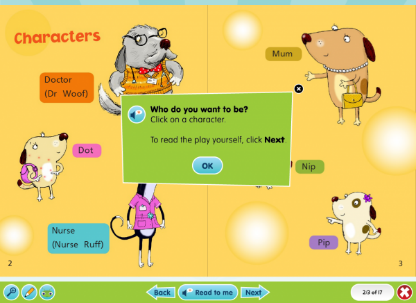 Characters
Doctor
(Dr Woof)
Dot
Nurse
(Nurse Ruff)
2
Who do you want to be?
Click on a character.
To read the play yourself, click Next.
OK
Mum
Nip
Pip
3
Back
Read to me
Next
2/3 of 17